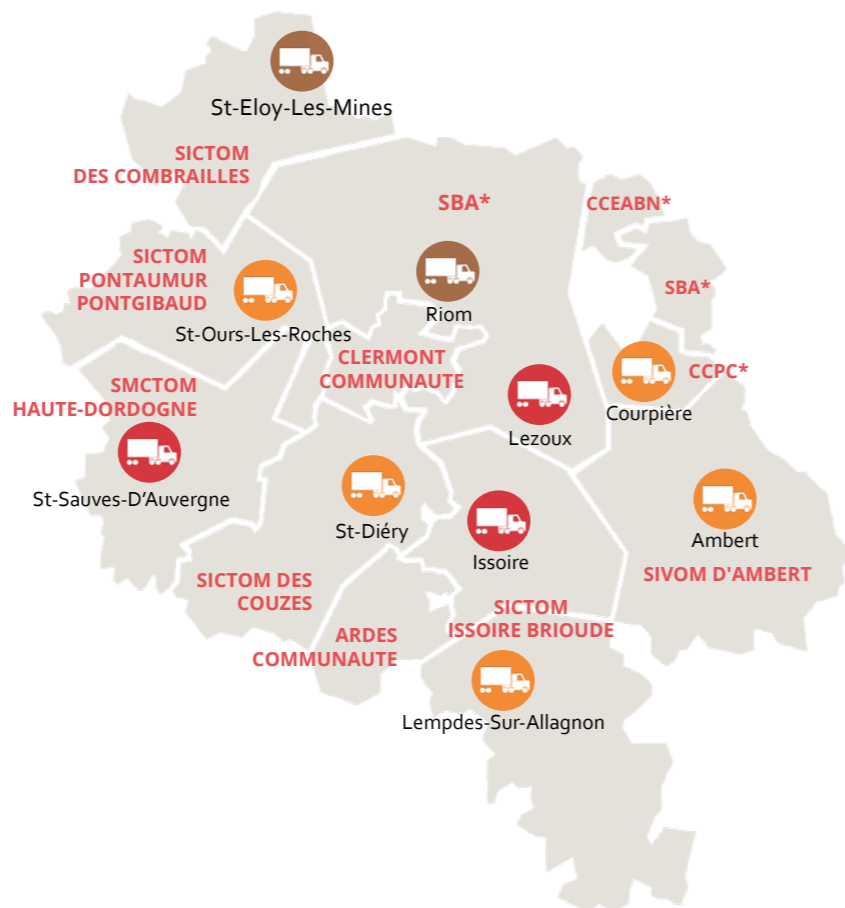 St-Eloy-Les-Mines
SICTOM
DES COMBRAILLES
SBA*
CCEABN*
SICTOM
PONTAUMUR
PONTGIBAUD
SBA*
St-Ours-Les-Roches
Riom
CLERMONT
COMMUNAUTE
CCPC*
SMCTOM
HAUTE-DORDOGNE
Courpière
Lezoux
St-Sauves-D'Auvergne
St-Diéry
Issoire
Ambert
SIVOM D'AMBERT
SICTOM DES
COUZES
SICTOM
ISSOIRE BRIOUDE
ARDES
COMMUNAUTE
Lempdes-Sur-Allagnon